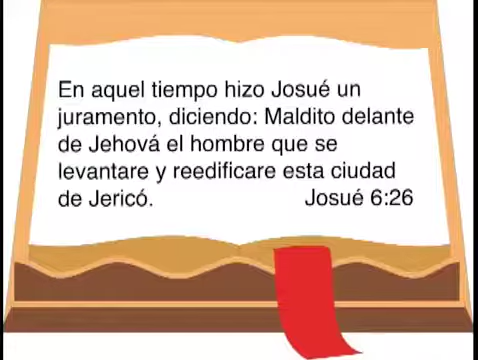 En aquel tiempo hizo Josué un
juramento, diciendo: Maldito delante
de Jehová el hombre que se
levantare y reedificare esta ciudad
de Jericó. Josué 6:26